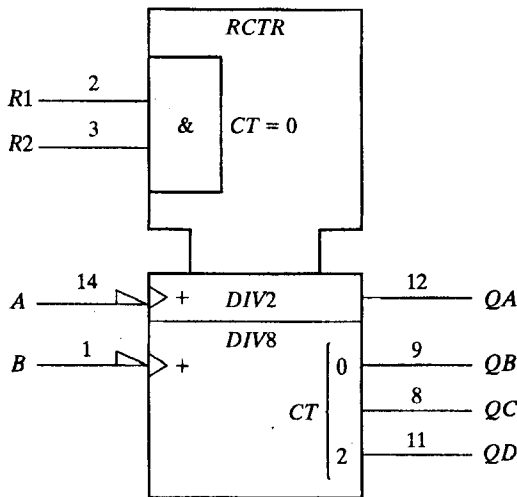 RCTR
R1 2
R2 3
& CT = 0
A 14 + DIV2 12 QA
B 1 + DIV8 0 9 QB
CT 8 QC
2 11 QD